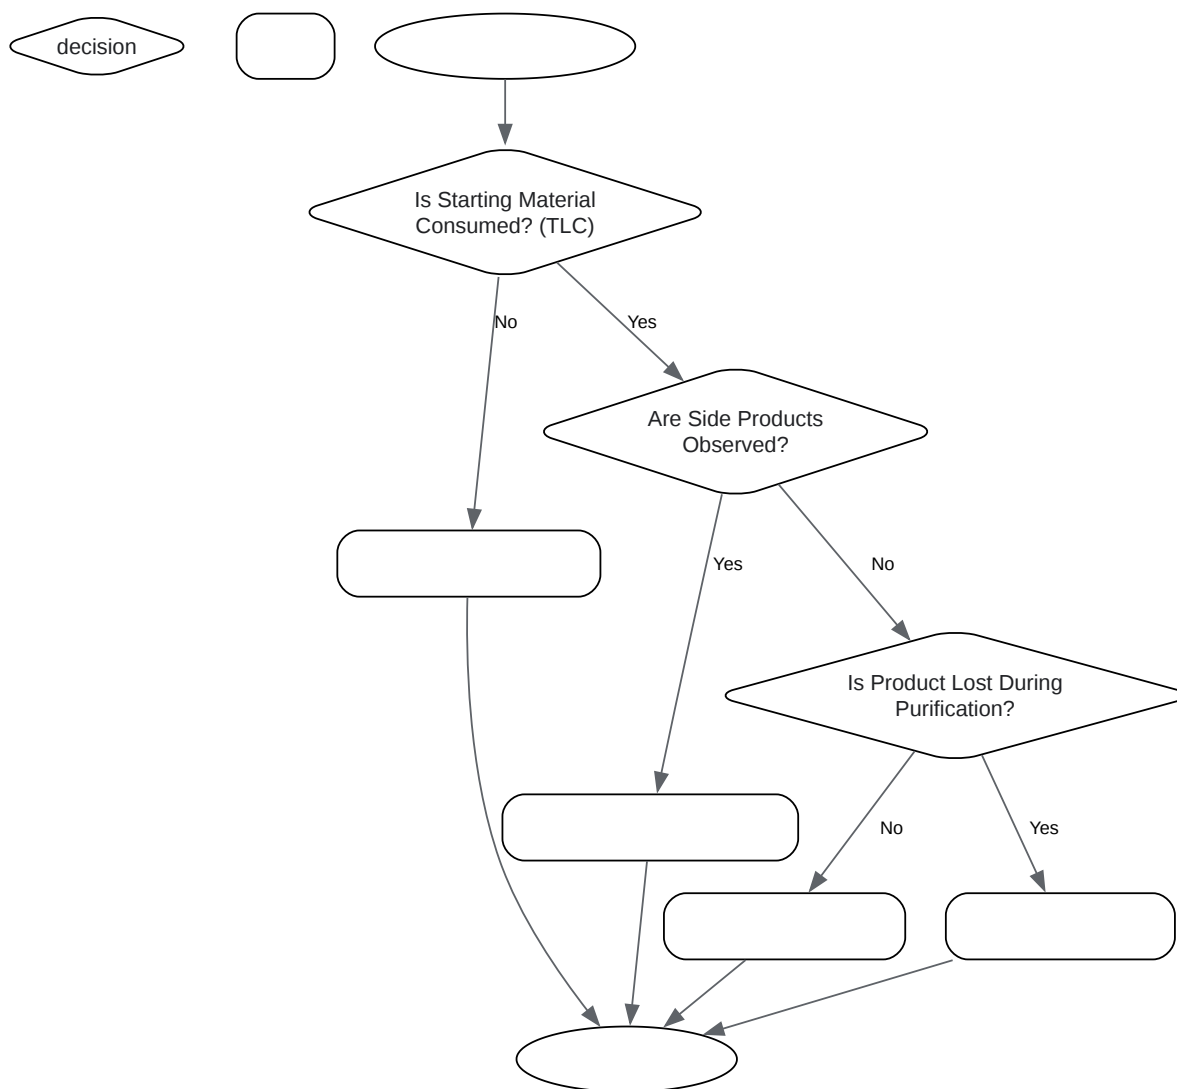 decision
Is Starting Material
Consumed? (TLC)
No
Yes
Are Side Products
Observed?
Yes
No
Is Product Lost During
Purification?
No
Yes